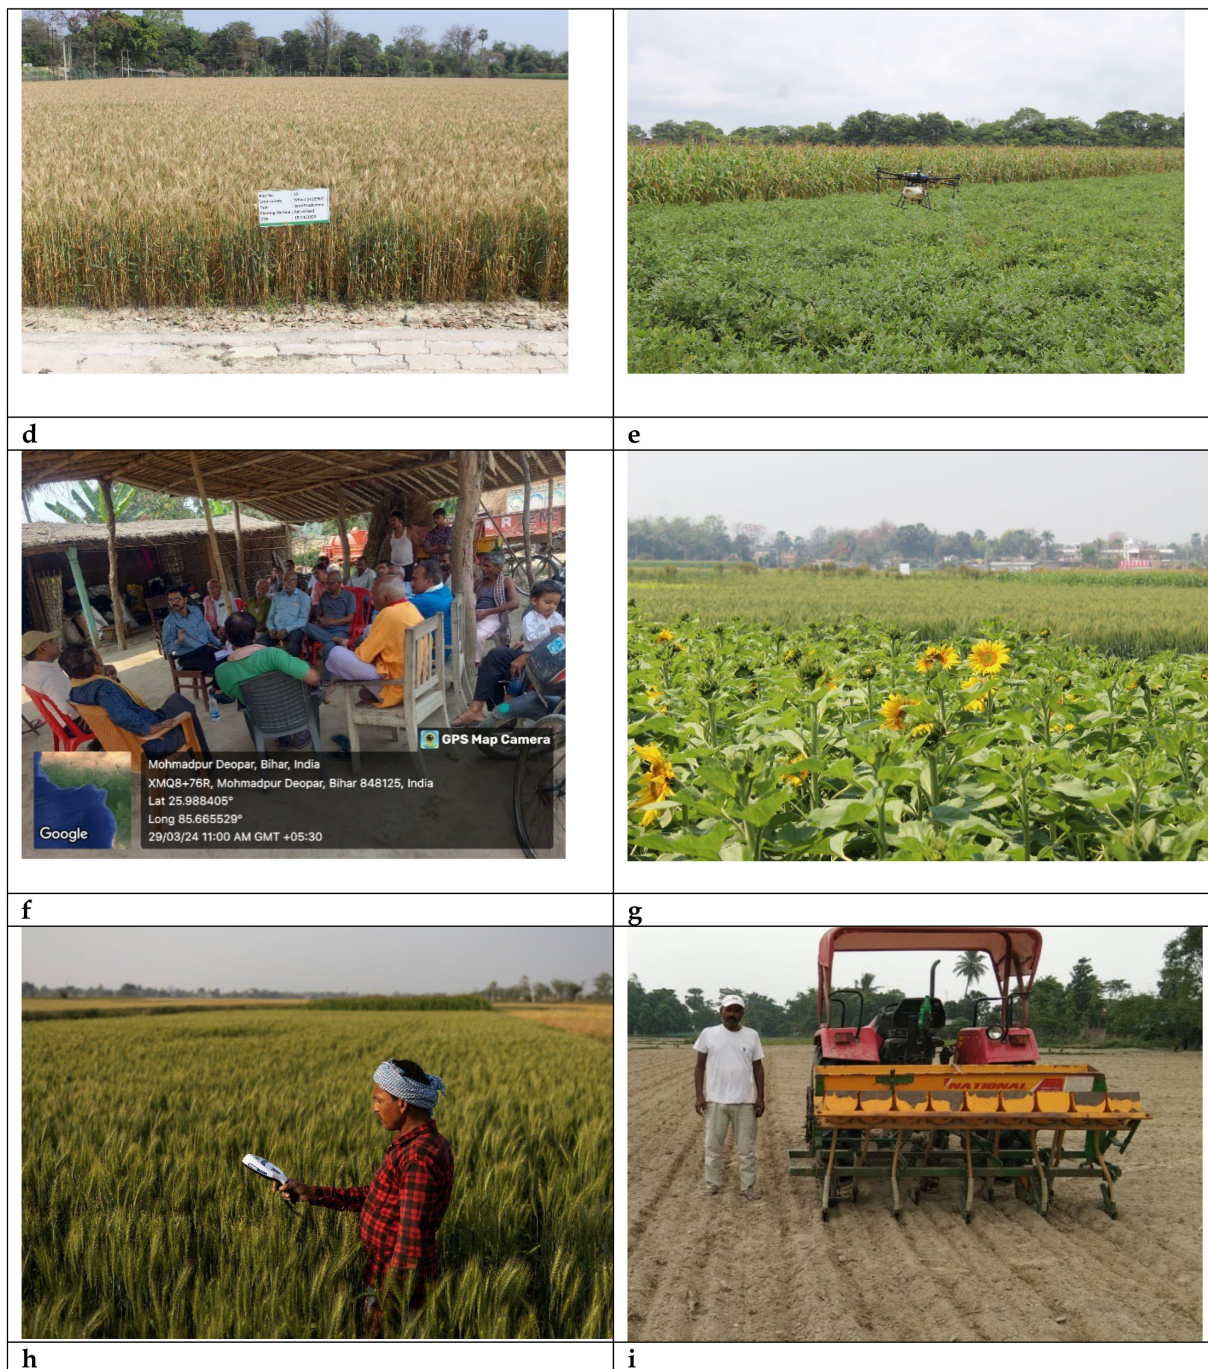 d
e
GPS Map Camera
Mohmadpur Deopar, Bihar, India
XMQ8+76R, Mohmadpur Deopar, Bihar 848125, India
Lat 25.988405°
Long 85.665529°
29/03/24 11:00 AM GMT +05:30
Google
f
g
NATIONAL
h
i